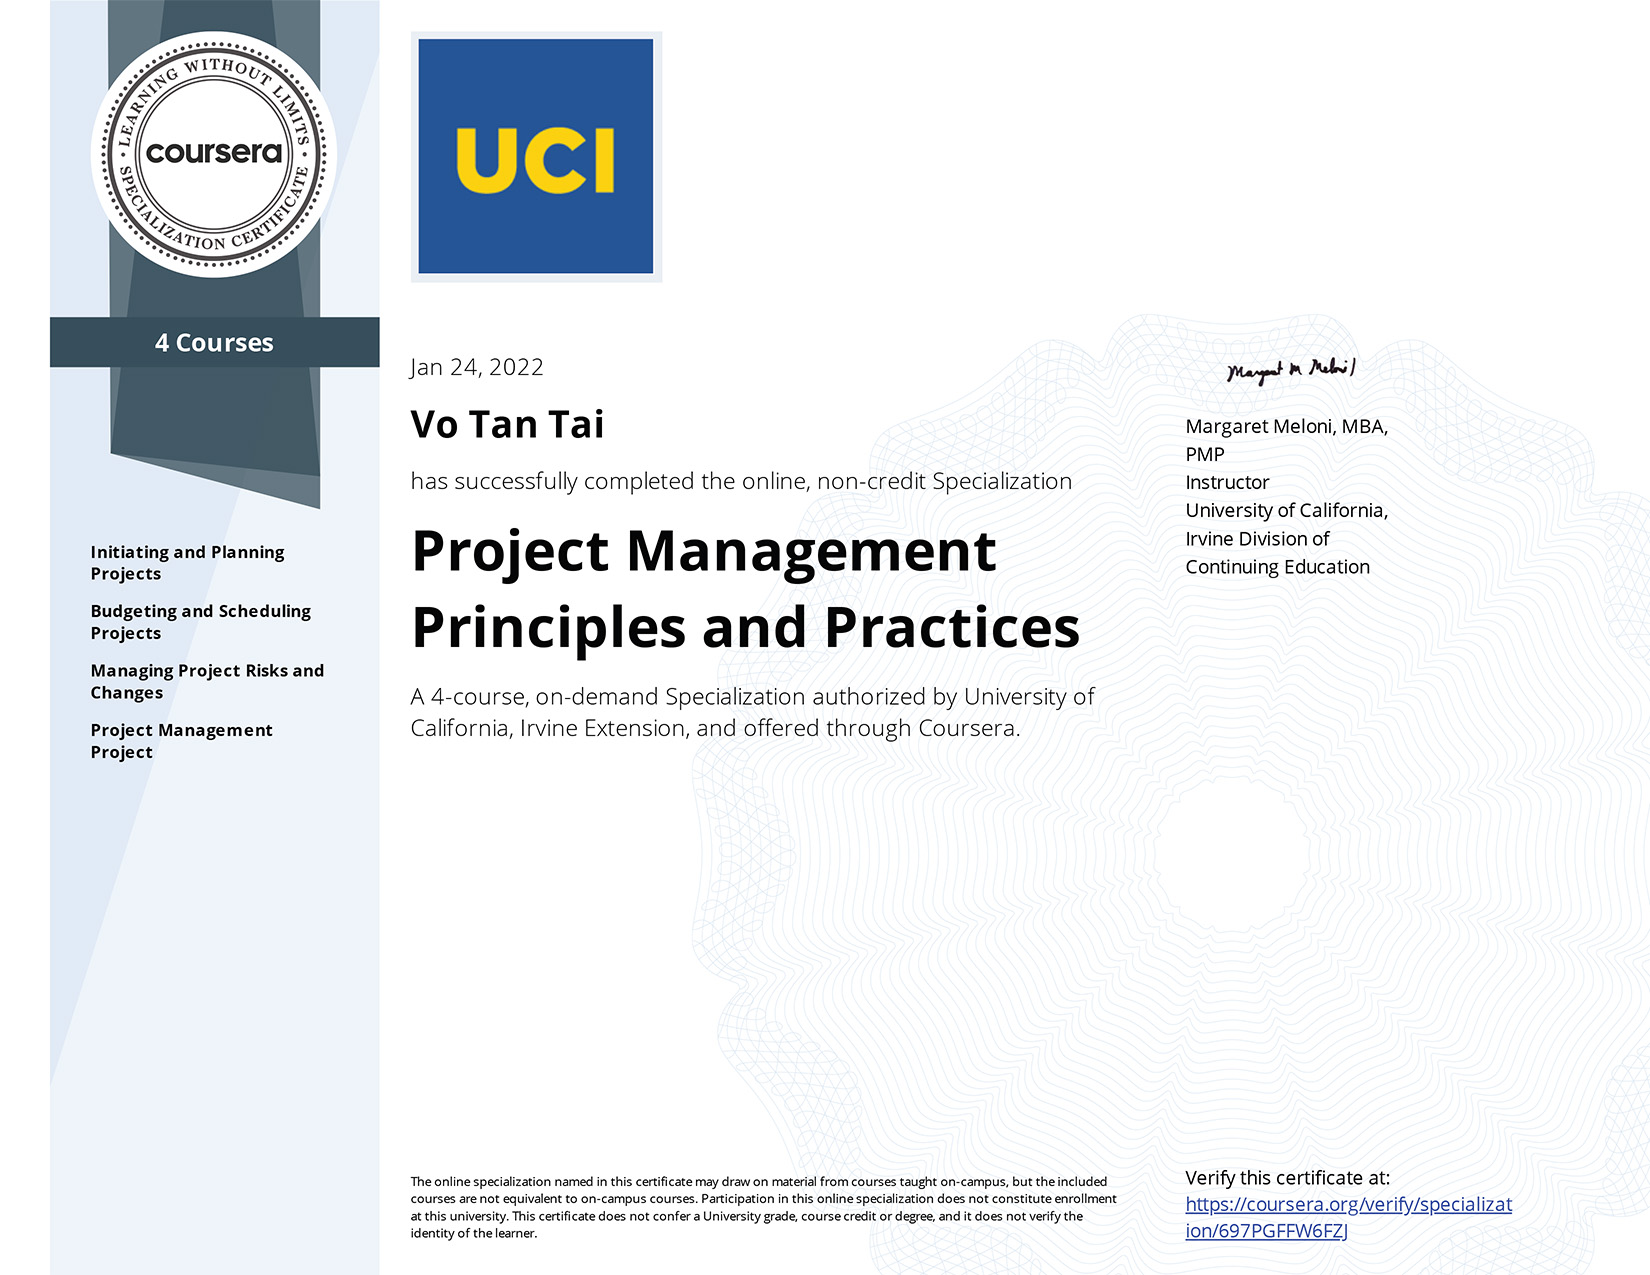 LEARNING WITHOUT LIMITS
coursera
SPECIALIZATION CERTIFICATE
4 Courses
Initiating and Planning
Projects
Budgeting and Scheduling
Projects
Managing Project Risks and
Changes
Project Management
Project
UCI
Jan 24, 2022
Vo Tan Tai
has successfully completed the online, non-credit Specialization
Project Management
Principles and Practices
A 4-course, on-demand Specialization authorized by University of
California, Irvine Extension, and offered through Coursera.
Margaret M Meloni
Margaret Meloni, MBA,
PMP
Instructor
University of California,
Irvine Division of
Continuing Education
The online specialization named in this certificate may draw on material from courses taught on-campus, but the included
courses are not equivalent to on-campus courses. Participation in this online specialization does not constitute enrollment
at this university. This certificate does not confer a University grade, course credit or degree, and it does not verify the
identity of the learner.
Verify this certificate at:
https://coursera.org/verify/specializat
ion/697PGFFW6FZJ